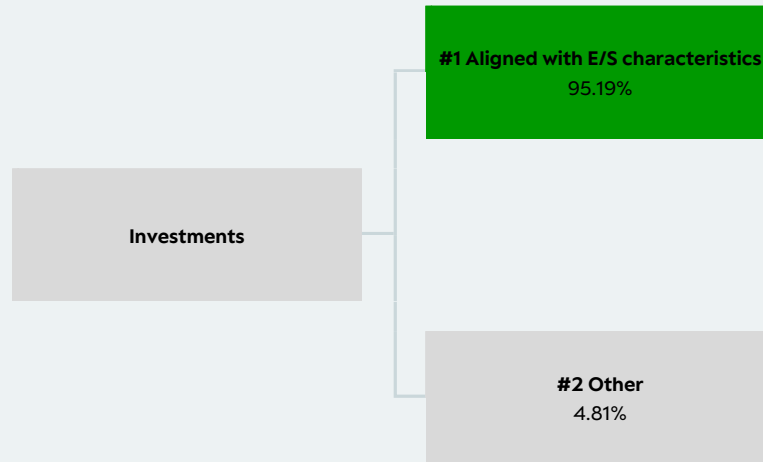 #1 Aligned with E/S characteristics
95.19%
Investments
#2 Other
4.81%